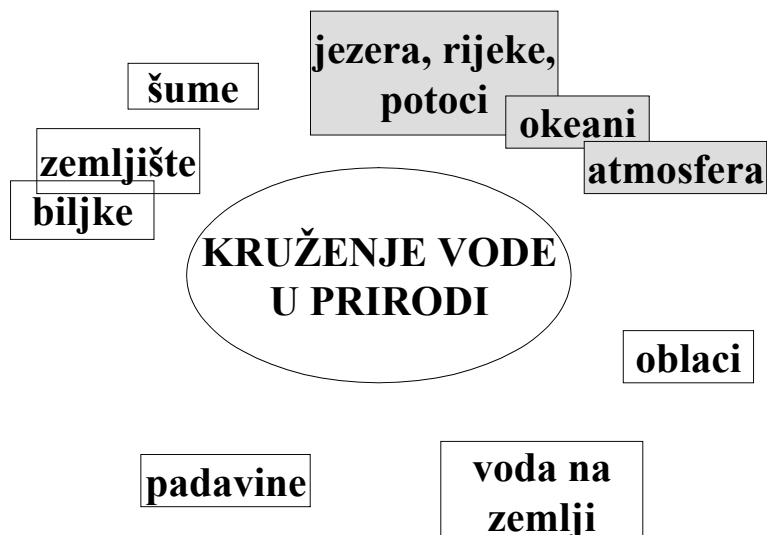 jezera, rijeke,
potoci
šume
okeani
zemljište
atmosfera
biljke
KRUŽENJE VODE
U PRIRODI
oblaci
padavine
voda na
zemlji